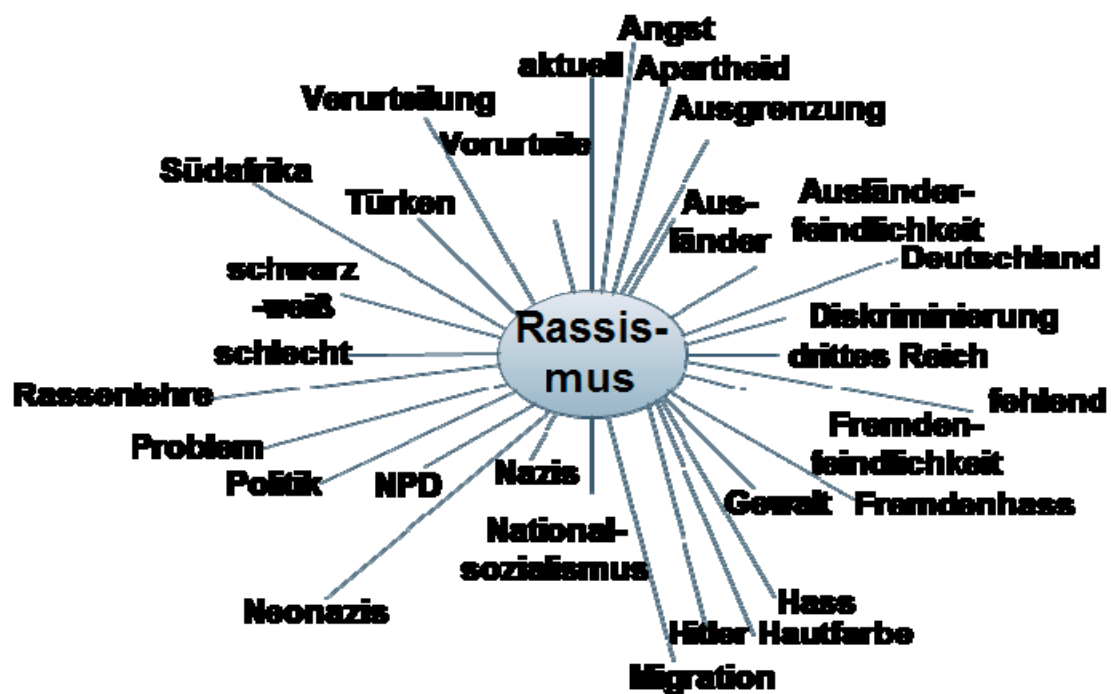 Angst
aktuell
Apartheid
Verurteilung
Ausgrenzung
Vorurteile
Südafrika
Türken
Aus-
länder
Ausländer-
feindlichkeit
Deutschland
schwarz
-weiß
Diskriminierung
Rassis-
mus
schlecht
drittes Reich
Rassenlehre
fehlend
Fremden-
feindlichkeit
Problem
Politik
NPD
Nazis
Gewalt
Fremdenhass
National-
sozialismus
Neonazis
Hass
Hitler
Hautfarbe
Migration